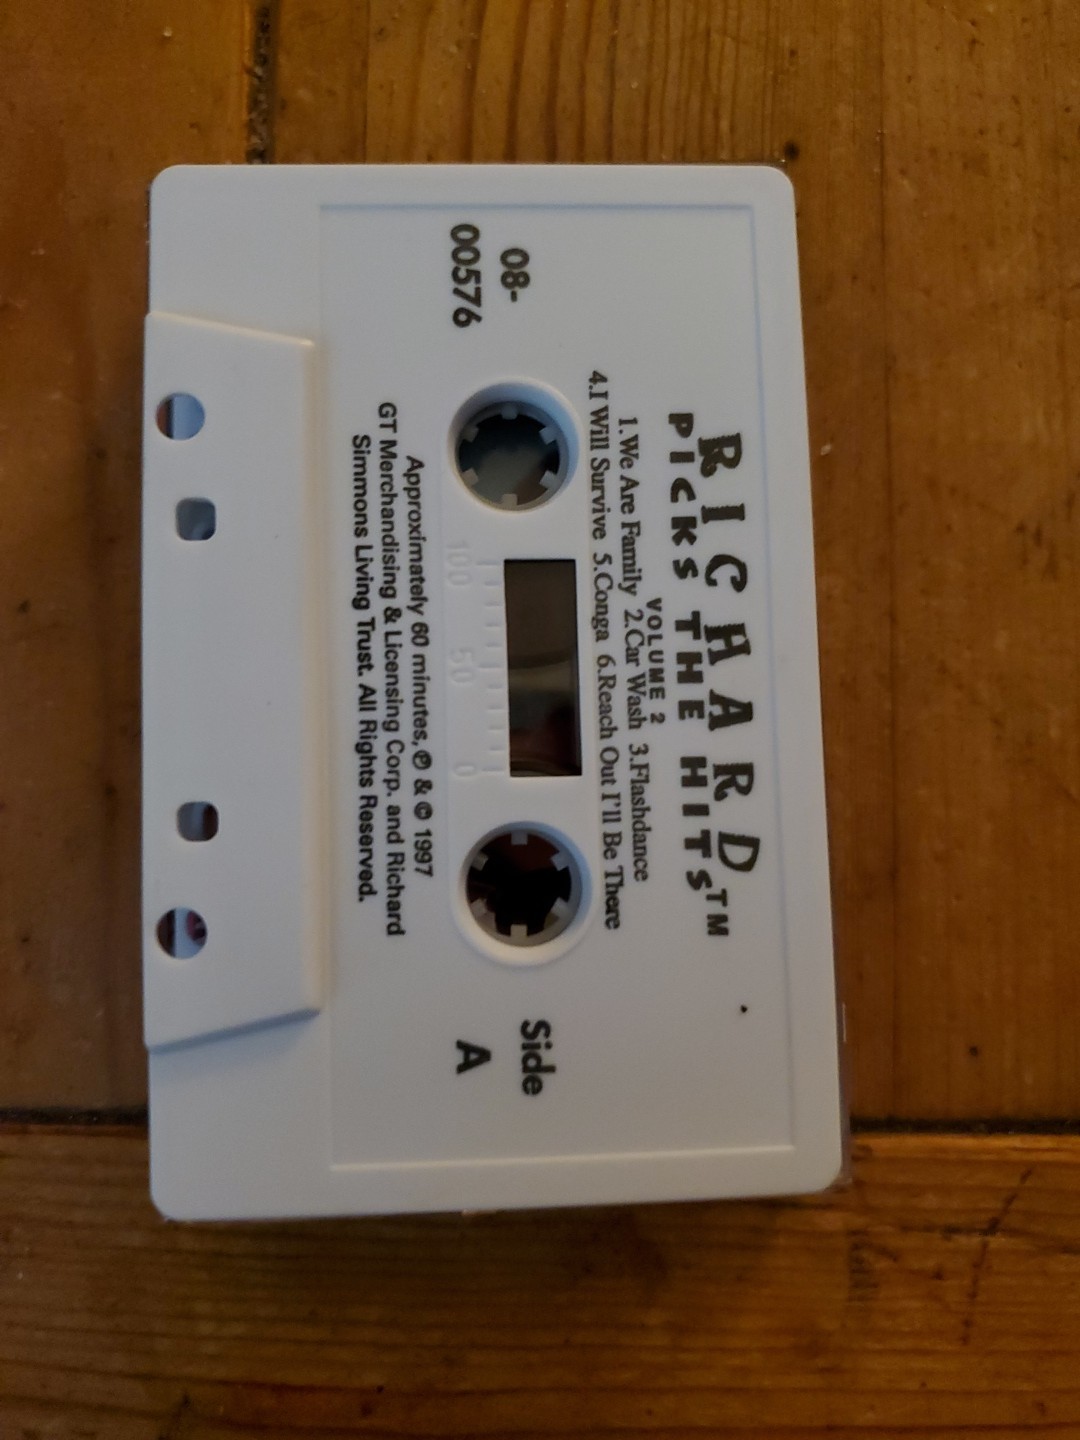 RICHARD
PICKS THE HITS™
VOLUME 2
1.We Are Family 2.Car Wash 3.Flashdance
4.I Will Survive 5.Conga 6.Reach Out I'll Be There
08-
00576
Side
A
100 50 0
Approximately 60 minutes, ℗ & © 1997
GT Merchandising & Licensing Corp. and Richard
Simmons Living Trust. All Rights Reserved.